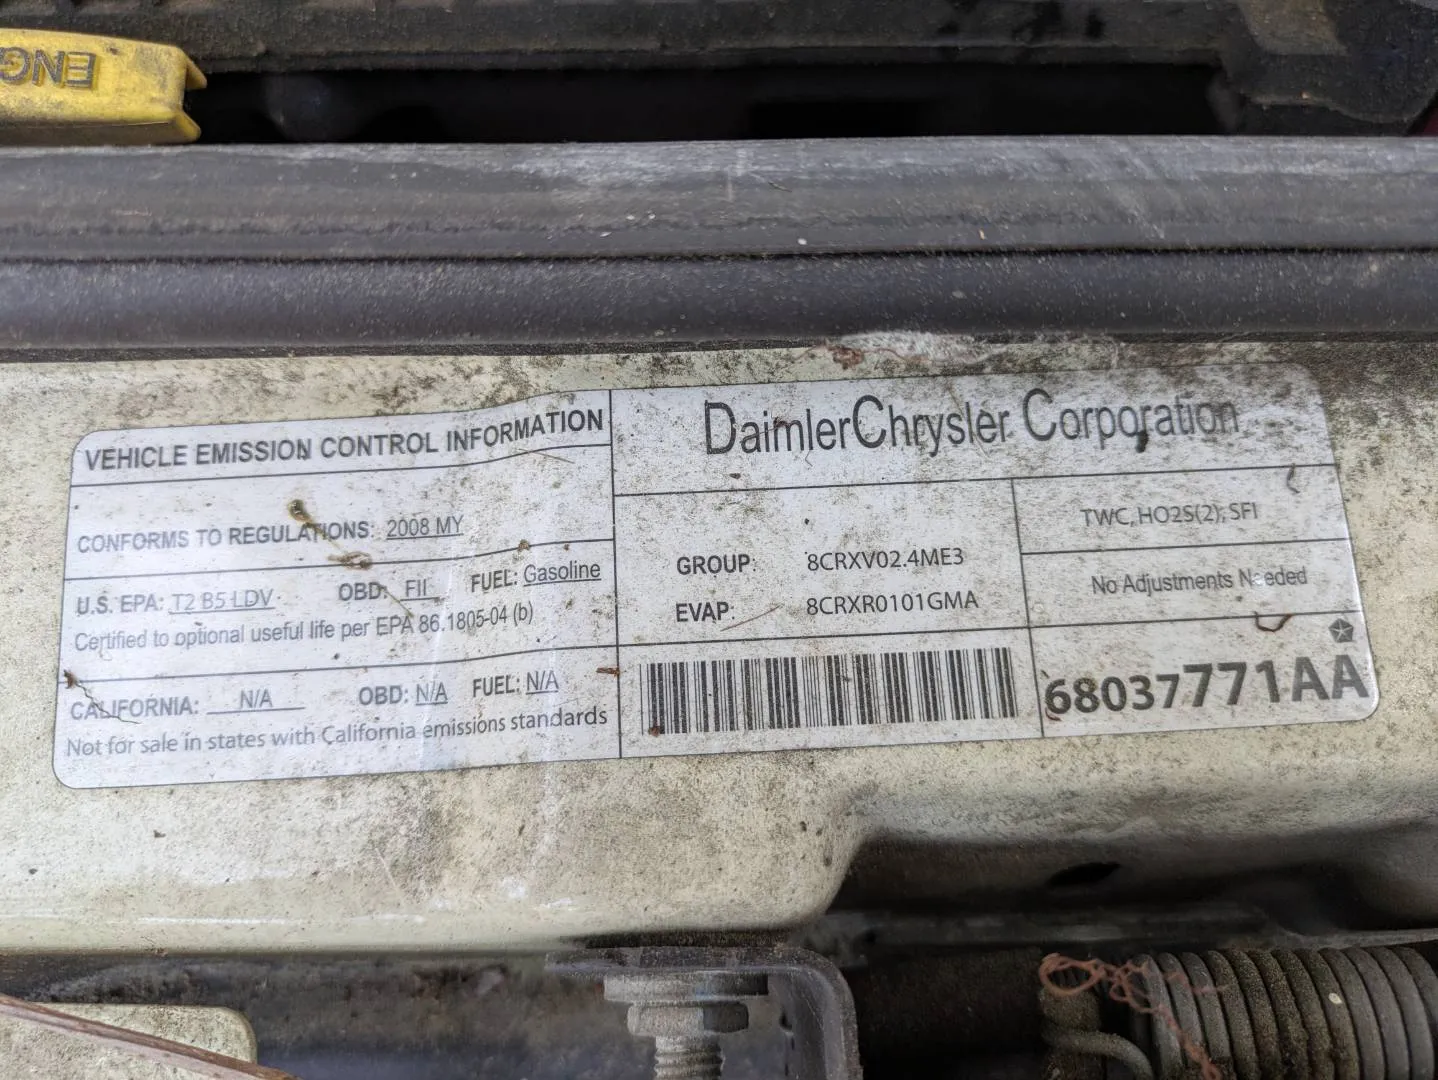 ENG
VEHICLE EMISSION CONTROL INFORMATION
CONFORMS TO REGULATIONS: 2008 MY
U.S. EPA: T2 B5 LDV OBD: FII FUEL: Gasoline
Certified to optional useful life per EPA 86.1805-04 (b)
CALIFORNIA: N/A OBD: N/A FUEL: N/A
Not for sale in states with California emissions standards
DaimlerChrysler Corporation
GROUP: 8CRXV02.4ME3
EVAP: 8CRXR0101GMA
TWC, HO2S(2), SFI
No Adjustments Needed
68037771AA